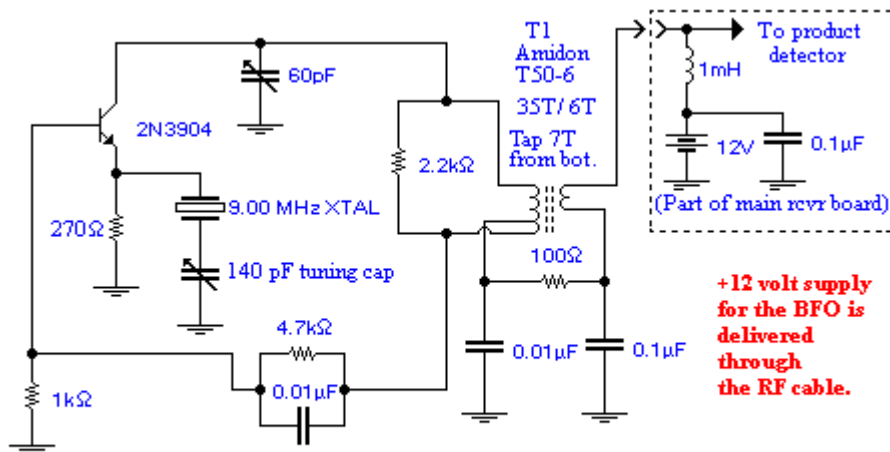 T1
Amidon
T50-6
35T/ 6T
Tap 7T
from bot.
To product
detector
1mH
12V
0.1µF
(Part of main rcvr board)
60pF
2N3904
2.2kΩ
270Ω
9.00 MHz XTAL
140 pF tuning cap
100Ω
4.7kΩ
0.01µF
1kΩ
0.01µF
0.1µF
+12 volt supply
for the BFO is
delivered
through
the RF cable.